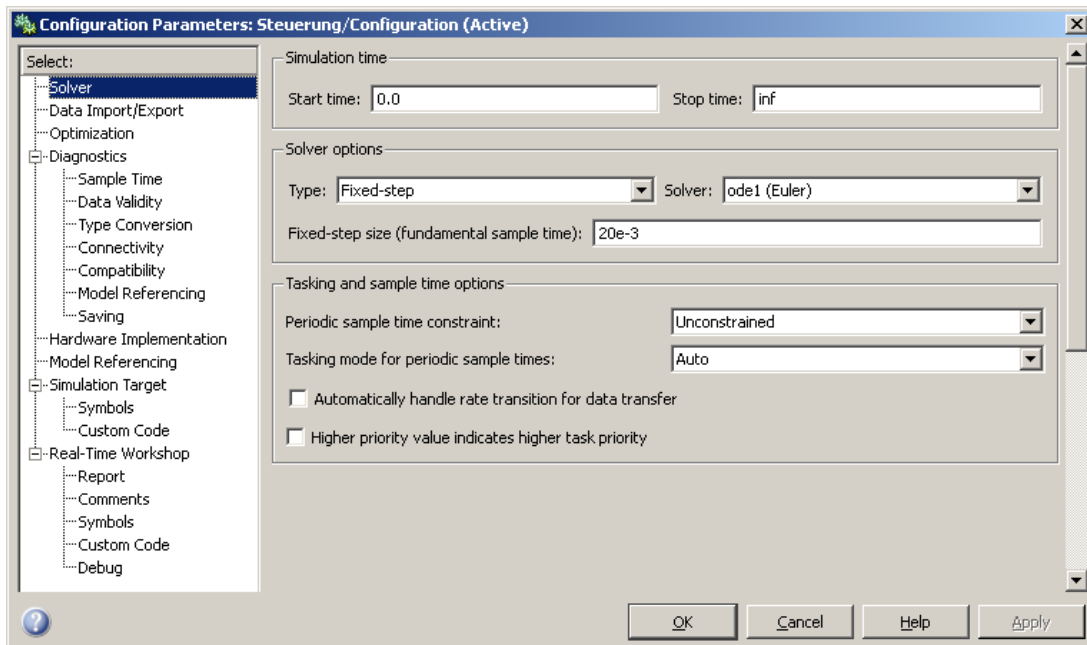 Configuration Parameters: Steuerung/Configuration (Active)
Select:
Solver
Data Import/Export
Optimization
Diagnostics
Sample Time
Data Validity
Type Conversion
Connectivity
Compatibility
Model Referencing
Saving
Hardware Implementation
Model Referencing
Simulation Target
Symbols
Custom Code
Real-Time Workshop
Report
Comments
Symbols
Custom Code
Debug
Simulation time
Start time: 0.0 Stop time: inf
Solver options
Type: Fixed-step Solver: ode1 (Euler)
Fixed-step size (fundamental sample time): 20e-3
Tasking and sample time options
Periodic sample time constraint: Unconstrained
Tasking mode for periodic sample times: Auto
Automatically handle rate transition for data transfer
Higher priority value indicates higher task priority
OK Cancel Help Apply